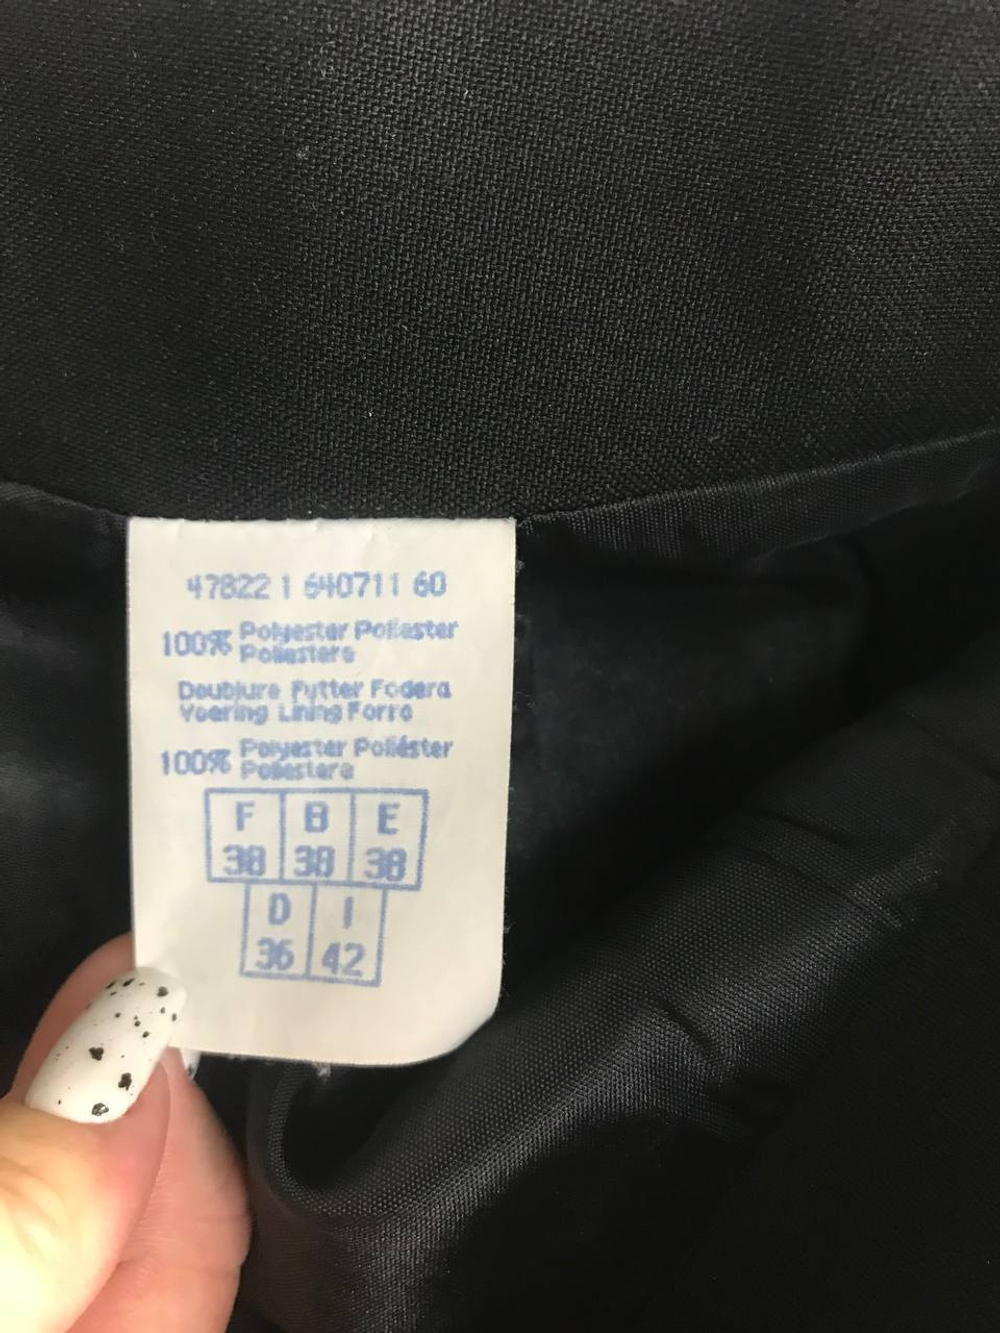 47822 1 640711 60
100% Polyester Poliester
Poliestere
Doublure Futter Fodera
Voering Lining Forro
100% Polyester Poliéster
Poliestere
F B E
38 38 38
D I
36 42